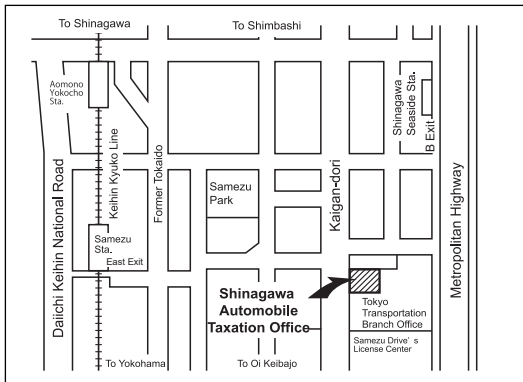 To Shinagawa
To Shimbashi
Aomono
Yokocho
Sta.
Shinagawa
Seaside Sta.
B Exit
Keihin Kyuko Line
Former Tokaido
Daiichi Keihin National Road
Samezu
Park
Kaigan-dori
Metropolitan Highway
Samezu
Sta.
East Exit
Shinagawa
Automobile
Taxation Office
Tokyo
Transportation
Branch Office
Samezu Drive's
License Center
To Yokohama
To Oi Keibajo